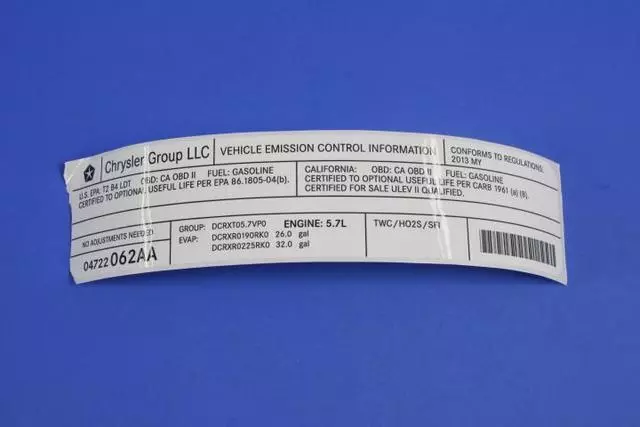 Chrysler Group LLC VEHICLE EMISSION CONTROL INFORMATION CONFORMS TO REGULATIONS:
2013 MY
U.S. EPA: T2 B4 LDT OBD: CA OBD II FUEL: GASOLINE
CERTIFIED TO OPTIONAL USEFUL LIFE PER EPA 86.1805-04(b).
CALIFORNIA: OBD: CA OBD II FUEL: GASOLINE
CERTIFIED TO OPTIONAL USEFUL LIFE PER CARB 1961 (a) (8).
CERTIFIED FOR SALE ULEV II QUALIFIED.
NO ADJUSTMENTS NEEDED
04722 062AA
GROUP: DCRXT05.7VP0 ENGINE: 5.7L
EVAP: DCRXR0190RK0 26.0 gal
DCRXR0225RK0 32.0 gal
TWC/HO2S/SFI